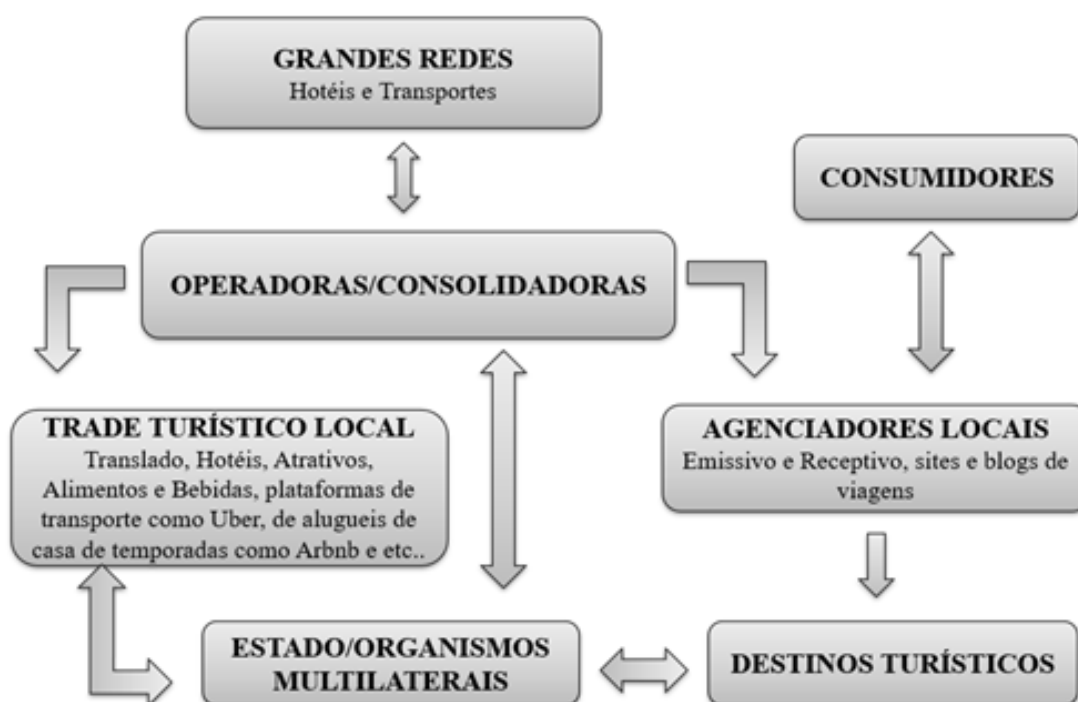 GRANDES REDES
Hotéis e Transportes
CONSUMIDORES
OPERADORAS/CONSOLIDADORAS
TRADE TURÍSTICO LOCAL
Translado, Hotéis, Atrativos,
Alimentos e Bebidas, plataformas de
transporte como Uber, de alugueis de
casa de temporadas como Arbnb e etc..
AGENCIADORES LOCAIS
Emissivo e Receptivo, sites e blogs de
viagens
ESTADO/ORGANISMOS
MULTILATERAIS
DESTINOS TURÍSTICOS